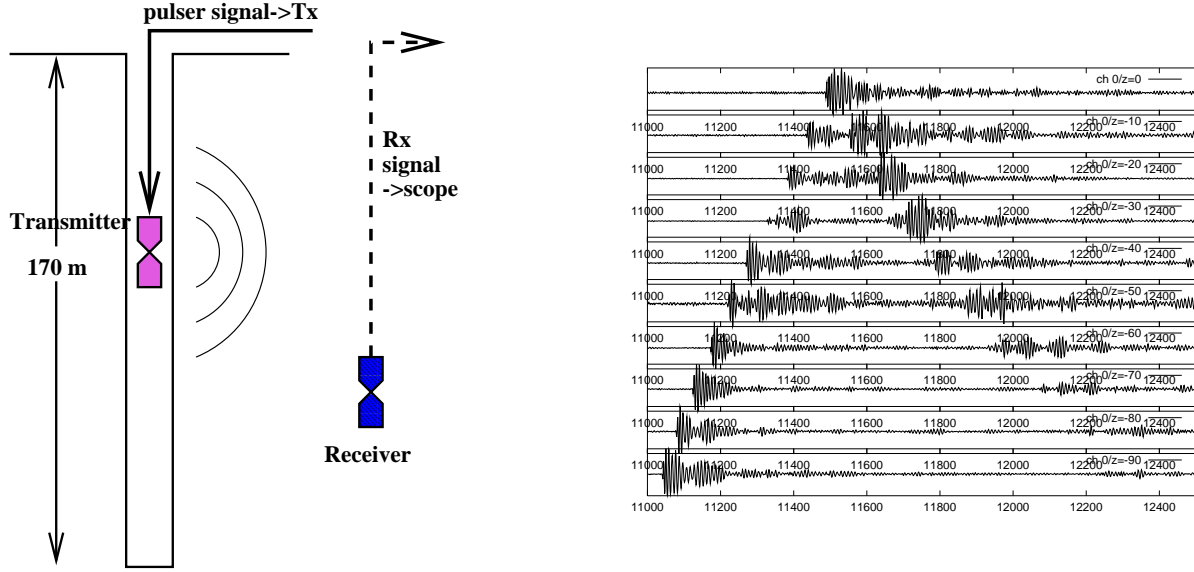 pulser signal->Tx
Rx
signal
->scope
Transmitter
170 m
Receiver
ch 0/z=0
11000 11200 11400 11600 11800 12000 12200 12400
ch 0/z=-10
11000 11200 11400 11600 11800 12000 12200 12400
ch 0/z=-20
11000 11200 11400 11600 11800 12000 12200 12400
ch 0/z=-30
11000 11200 11400 11600 11800 12000 12200 12400
ch 0/z=-40
11000 11200 11400 11600 11800 12000 12200 12400
ch 0/z=-50
11000 11200 11400 11600 11800 12000 12200 12400
ch 0/z=-60
11000 11200 11400 11600 11800 12000 12200 12400
ch 0/z=-70
11000 11200 11400 11600 11800 12000 12200 12400
ch 0/z=-80
11000 11200 11400 11600 11800 12000 12200 12400
ch 0/z=-90
11000 11200 11400 11600 11800 12000 12200 12400